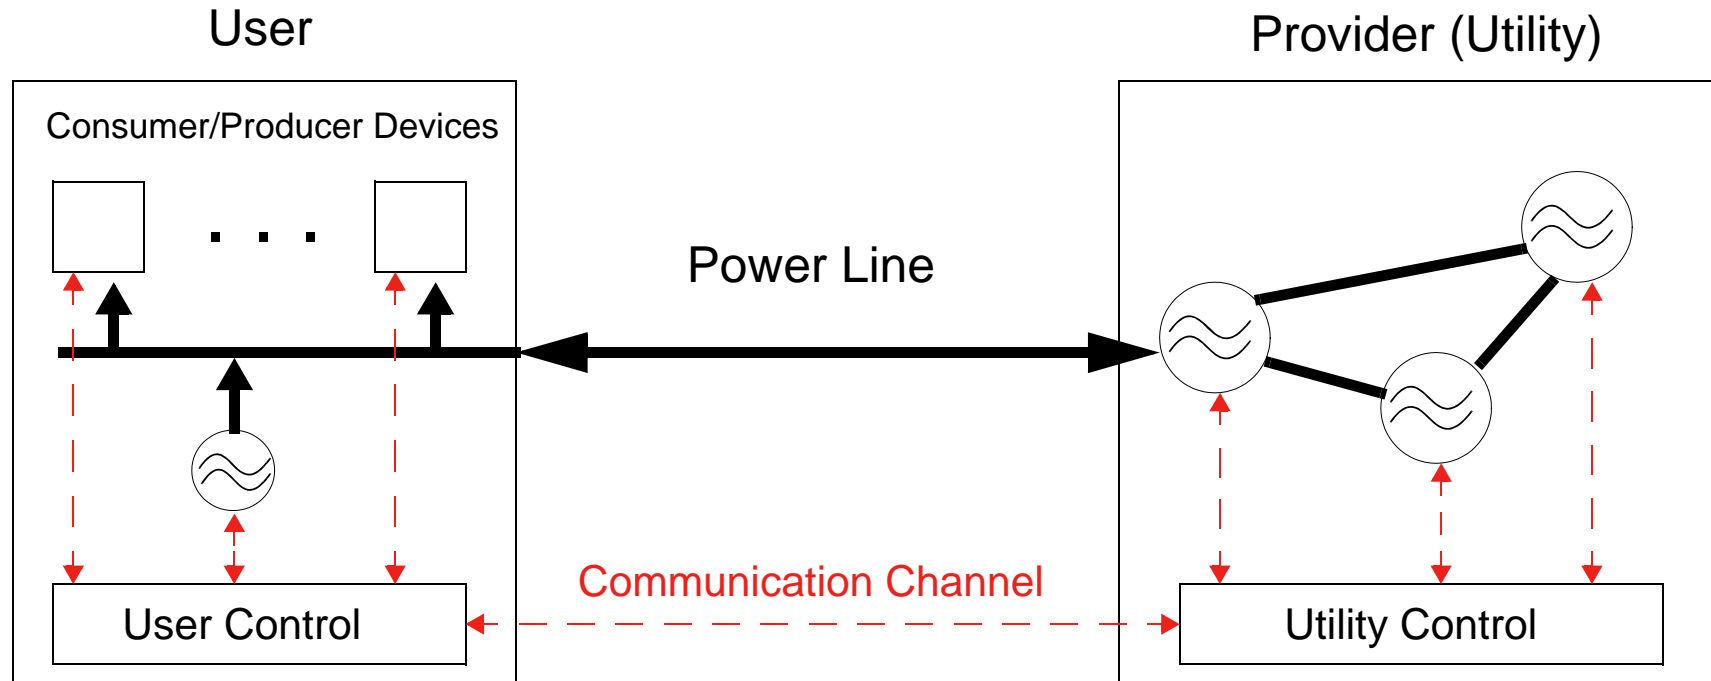 User
Provider (Utility)
Consumer/Producer Devices
. . .
Power Line
Communication Channel
User Control
Utility Control